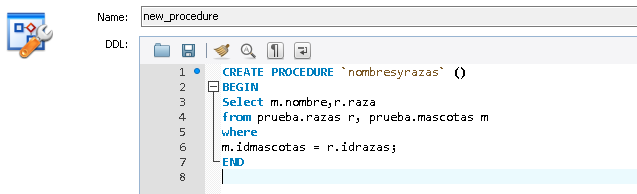 Name: new_procedure
DDL:
1 CREATE PROCEDURE `nombresyrazas` ()
2 BEGIN
3 Select m.nombre,r.raza
4 from prueba.razas r, prueba.mascotas m
5 where
6 m.idmascotas = r.idrazas;
7 END
8